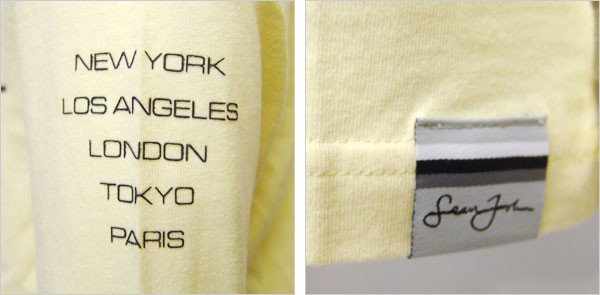 NEW YORK
LOS ANGELES
LONDON
TOKYO
PARIS
Sean John